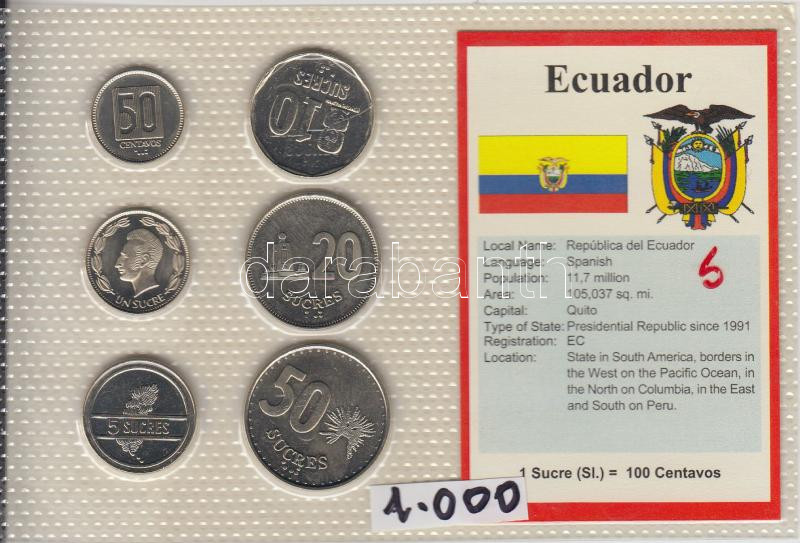 Ecuador
50
CENTAVOS
10
SUCRES
UN SUCRE
20
SUCRES
5 SUCRES
50
SUCRES
darabanth
Local Name: República del Ecuador
Language: Spanish
Population: 11,7 million
Area: 105,037 sq. mi.
Capital: Quito
Type of State: Presidential Republic since 1991
Registration: EC
Location: State in South America, borders in
the West on the Pacific Ocean, in
the North on Columbia, in the East
and South on Peru.
1 Sucre (Sl.) = 100 Centavos
1.000